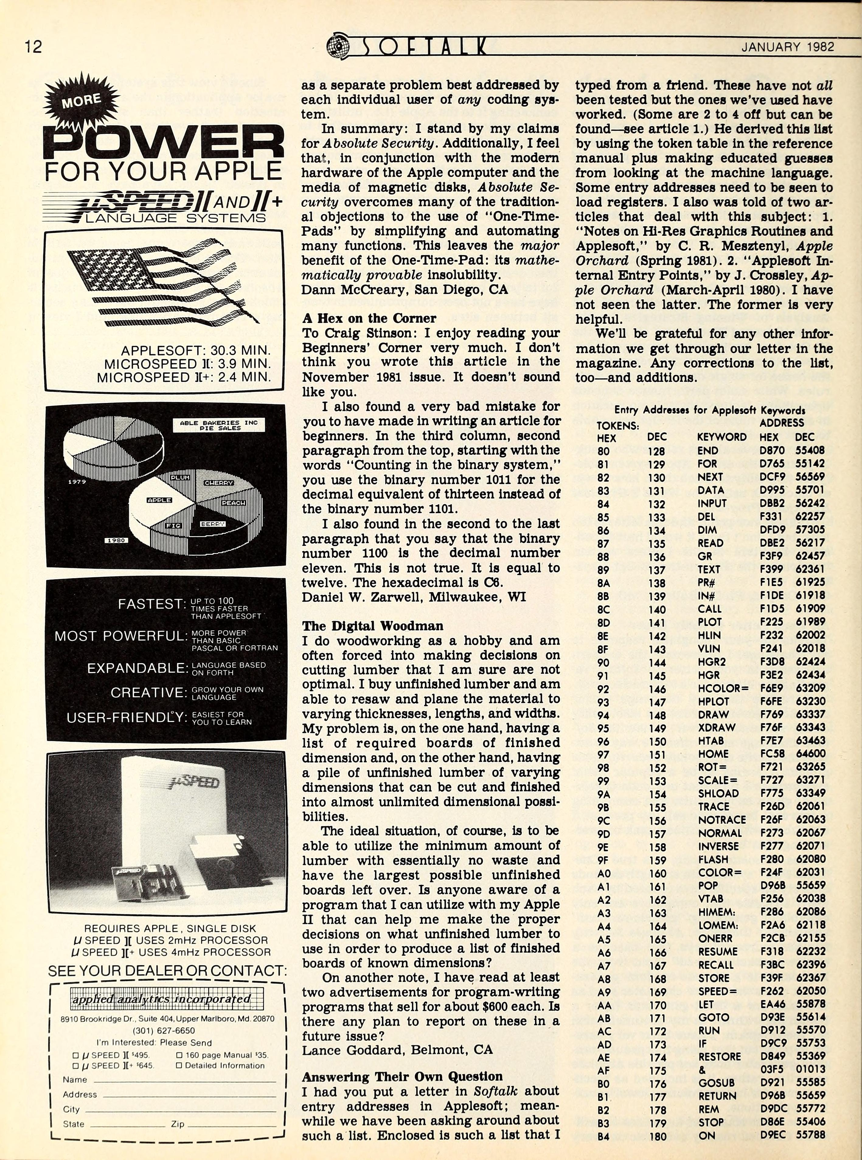 12
SOFTALK
JANUARY 1982
MORE
POWER
FOR YOUR APPLE
µSPEED ][ AND ][+
LANGUAGE SYSTEMS
APPLESOFT: 30.3 MIN.
MICROSPEED ][: 3.9 MIN.
MICROSPEED ][+: 2.4 MIN.
ABLE BAKERIES INC
PIE SALES
1979
PLUM
CHERRY
APPLE
PEACH
FIG
BERRY
1980
FASTEST: UP TO 100
TIMES FASTER
THAN APPLESOFT
MOST POWERFUL: MORE POWER
THAN BASIC
PASCAL OR FORTRAN
EXPANDABLE: LANGUAGE BASED
ON FORTH
CREATIVE: GROW YOUR OWN
LANGUAGE
USER-FRIENDLY: EASIEST FOR
YOU TO LEARN
µSPEED
REQUIRES APPLE, SINGLE DISK
µ SPEED ][ USES 2mHz PROCESSOR
µ SPEED ][+ USES 4mHz PROCESSOR
SEE YOUR DEALER OR CONTACT:
applied analytics incorporated
8910 Brookridge Dr., Suite 404, Upper Marlboro, Md. 20870
(301) 627-6650
I'm Interested: Please Send
□ µ SPEED ][ $495. □ 160 page Manual $35.
□ µ SPEED ][+ $645. □ Detailed Information
Name
Address
City
State Zip
as a separate problem best addressed by
each individual user of any coding sys-
tem.
In summary: I stand by my claims
for Absolute Security. Additionally, I feel
that, in conjunction with the modern
hardware of the Apple computer and the
media of magnetic disks, Absolute Se-
curity overcomes many of the tradition-
al objections to the use of "One-Time-
Pads" by simplifying and automating
many functions. This leaves the major
benefit of the One-Time-Pad: its mathe-
matically provable insolubility.
Dann McCreary, San Diego, CA
A Hex on the Corner
To Craig Stinson: I enjoy reading your
Beginners' Corner very much. I don't
think you wrote this article in the
November 1981 issue. It doesn't sound
like you.
I also found a very bad mistake for
you to have made in writing an article for
beginners. In the third column, second
paragraph from the top, starting with the
words "Counting in the binary system,"
you use the binary number 1011 for the
decimal equivalent of thirteen instead of
the binary number 1101.
I also found in the second to the last
paragraph that you say that the binary
number 1100 is the decimal number
eleven. This is not true. It is equal to
twelve. The hexadecimal is C6.
Daniel W. Zarwell, Milwaukee, WI
The Digital Woodman
I do woodworking as a hobby and am
often forced into making decisions on
cutting lumber that I am sure are not
optimal. I buy unfinished lumber and am
able to resaw and plane the material to
varying thicknesses, lengths, and widths.
My problem is, on the one hand, having a
list of required boards of finished
dimension and, on the other hand, having
a pile of unfinished lumber of varying
dimensions that can be cut and finished
into almost unlimited dimensional possi-
bilities.
The ideal situation, of course, is to be
able to utilize the minimum amount of
lumber with essentially no waste and
have the largest possible unfinished
boards left over. Is anyone aware of a
program that I can utilize with my Apple
II that can help me make the proper
decisions on what unfinished lumber to
use in order to produce a list of finished
boards of known dimensions?
On another note, I have read at least
two advertisements for program-writing
programs that sell for about $600 each. Is
there any plan to report on these in a
future issue?
Lance Goddard, Belmont, CA
Answering Their Own Question
I had you put a letter in Softalk about
entry addresses in Applesoft; mean-
while we have been asking around about
such a list. Enclosed is such a list that I
typed from a friend. These have not all
been tested but the ones we've used have
worked. (Some are 2 to 4 off but can be
found—see article 1.) He derived this list
by using the token table in the reference
manual plus making educated guesses
from looking at the machine language.
Some entry addresses need to be seen to
load registers. I also was told of two ar-
ticles that deal with this subject: 1.
"Notes on Hi-Res Graphics Routines and
Applesoft," by C. R. Mesztenyl, Apple
Orchard (Spring 1981). 2. "Applesoft In-
ternal Entry Points," by J. Crossley, Ap-
ple Orchard (March-April 1980). I have
not seen the latter. The former is very
helpful.
We'll be grateful for any other infor-
mation we get through our letter in the
magazine. Any corrections to the list,
too—and additions.
Entry Addresses for Applesoft Keywords
TOKENS: ADDRESS
HEX DEC KEYWORD HEX DEC
80 128 END D870 55408
81 129 FOR D765 55142
82 130 NEXT DCF9 56569
83 131 DATA D995 55701
84 132 INPUT DBB2 56242
85 133 DEL F331 62257
86 134 DIM DFD9 57305
87 135 READ DBE2 56217
88 136 GR F3F9 62457
89 137 TEXT F399 62361
8A 138 PR# F1E5 61925
8B 139 IN# F1DE 61918
8C 140 CALL F1D5 61909
8D 141 PLOT F225 61989
8E 142 HLIN F232 62002
8F 143 VLIN F241 62018
90 144 HGR2 F3D8 62424
91 145 HGR F3E2 62434
92 146 HCOLOR= F6E9 63209
93 147 HPLOT F6FE 63230
94 148 DRAW F769 63337
95 149 XDRAW F76F 63343
96 150 HTAB F7E7 63463
97 151 HOME FC58 64600
98 152 ROT= F721 63265
99 153 SCALE= F727 63271
9A 154 SHLOAD F775 63349
9B 155 TRACE F26D 62061
9C 156 NOTRACE F26F 62063
9D 157 NORMAL F273 62067
9E 158 INVERSE F277 62071
9F 159 FLASH F280 62080
A0 160 COLOR= F24F 62031
A1 161 POP D96B 55659
A2 162 VTAB F256 62038
A3 163 HIMEM: F286 62086
A4 164 LOMEM: F2A6 62118
A5 165 ONERR F2CB 62155
A6 166 RESUME F318 62232
A7 167 RECALL F3BC 62396
A8 168 STORE F39F 62367
A9 169 SPEED= F262 62050
AA 170 LET EA46 55878
AB 171 GOTO D93E 55614
AC 172 RUN D912 55570
AD 173 IF D9C9 55753
AE 174 RESTORE D849 55369
AF 175 & 03F5 01013
B0 176 GOSUB D921 55585
B1 177 RETURN D96B 55659
B2 178 REM D9DC 55772
B3 179 STOP D86E 55406
B4 180 ON D9EC 55788